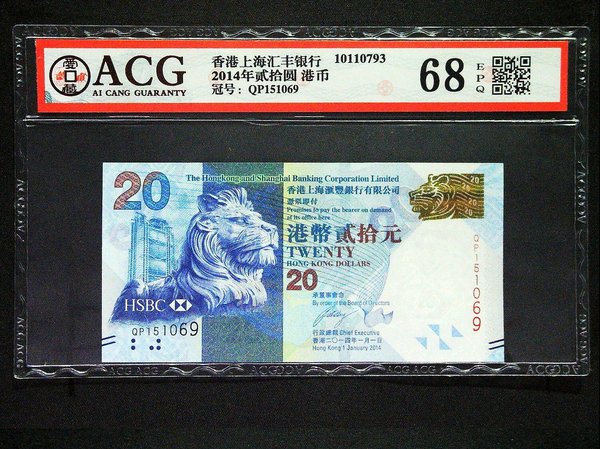 愛
藏
ACG
AI CANG GUARANTY
香港上海汇丰银行 10110793
2014年贰拾圆 港币
冠号: QP151069
68
EPQ
20
The Hongkong and Shanghai Banking Corporation Limited
香港上海滙豐銀行有限公司
憑票即付
Promises to pay the bearer on demand
at its office here
港幣貳拾元
TWENTY
HONG KONG DOLLARS
20
承董事會命
By order of the Board of Directors
行政總裁 Chief Executive
香港二〇一四年一月一日
Hong Kong 1 January 2014
HSBC
QP151069
QP151069